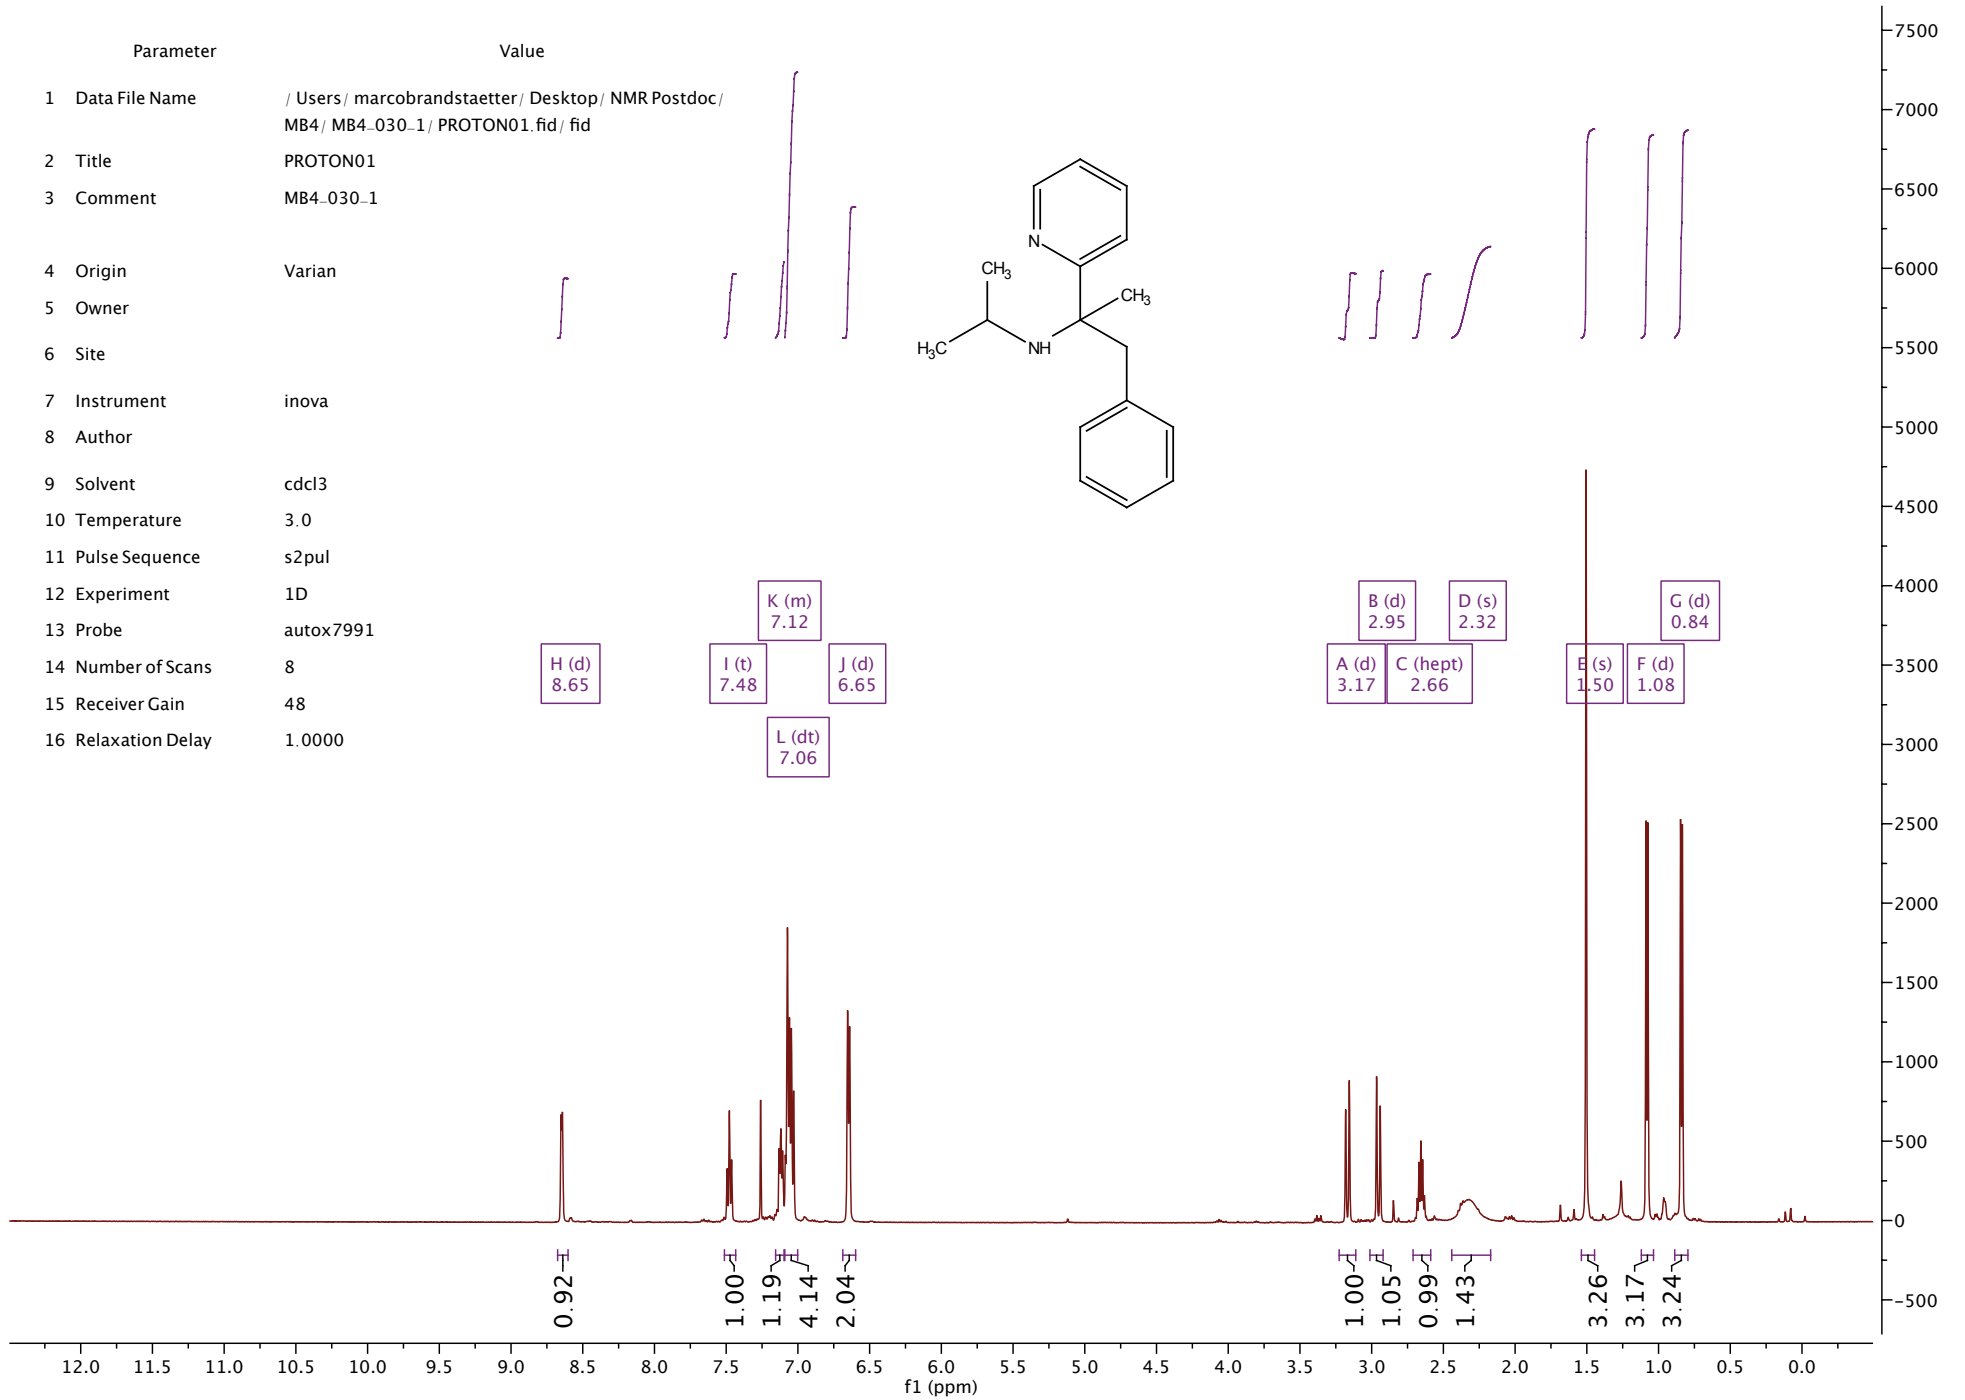 Parameter Value
1 Data File Name / Users/ marcobrandstaetter/ Desktop/ NMR Postdoc/
MB4/ MB4_030_1/ PROTON01.fid/ fid
2 Title PROTON01
3 Comment MB4_030_1
4 Origin Varian
5 Owner
6 Site
7 Instrument inova
8 Author
9 Solvent cdcl3
10 Temperature 3.0
11 Pulse Sequence s2pul
12 Experiment 1D
13 Probe autox7991
14 Number of Scans 8
15 Receiver Gain 48
16 Relaxation Delay 1.0000
N
CH3
CH3
H3C
NH
K (m)
7.12
B (d)
2.95
D (s)
2.32
G (d)
0.84
H (d)
8.65
I (t)
7.48
J (d)
6.65
A (d)
3.17
C (hept)
2.66
E (s)
1.50
F (d)
1.08
L (dt)
7.06
7500
7000
6500
6000
5500
5000
4500
4000
3500
3000
2500
2000
1500
1000
500
0
-500
0.92 1.00 1.19 4.14 2.04 1.00 1.05 0.99 1.43 3.26 3.17 3.24
12.0 11.5 11.0 10.5 10.0 9.5 9.0 8.5 8.0 7.5 7.0 6.5 6.0 5.5 5.0 4.5 4.0 3.5 3.0 2.5 2.0 1.5 1.0 0.5 0.0
f1 (ppm)